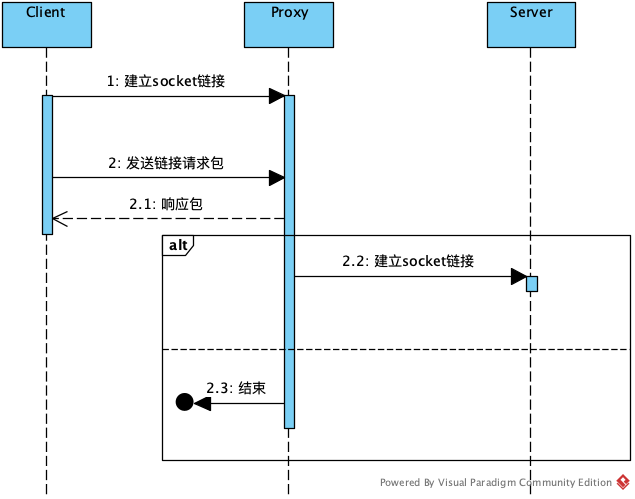 Client
Proxy
Server
1: 建立socket链接
2: 发送链接请求包
2.1: 响应包
alt
2.2: 建立socket链接
2.3: 结束
Powered By Visual Paradigm Community Edition